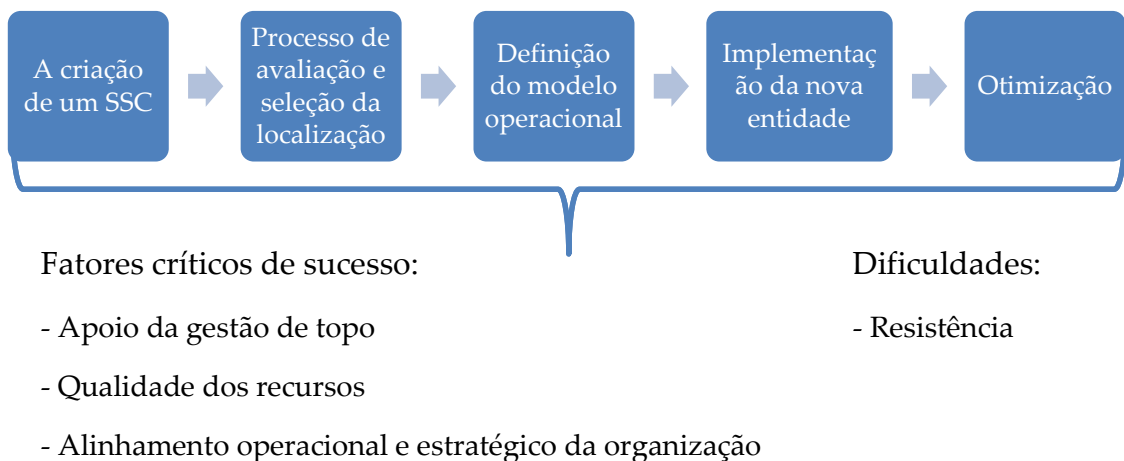 A criação
de um SSC
Processo de
avaliação e
seleção da
localização
Definição
do modelo
operacional
Implementaç
ão da nova
entidade
Otimização
Fatores críticos de sucesso:
- Apoio da gestão de topo
- Qualidade dos recursos
- Alinhamento operacional e estratégico da organização
Dificuldades:
- Resistência